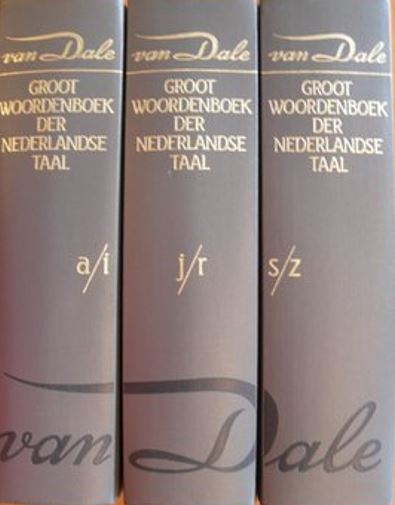 van Dale
GROOT
WOORDENBOEK
DER
NEDERLANDSE
TAAL
a/i
van Dale
GROOT
WOORDENBOEK
DER
NEDERLANDSE
TAAL
j/r
van Dale
GROOT
WOORDENBOEK
DER
NEDERLANDSE
TAAL
s/z
van Dale